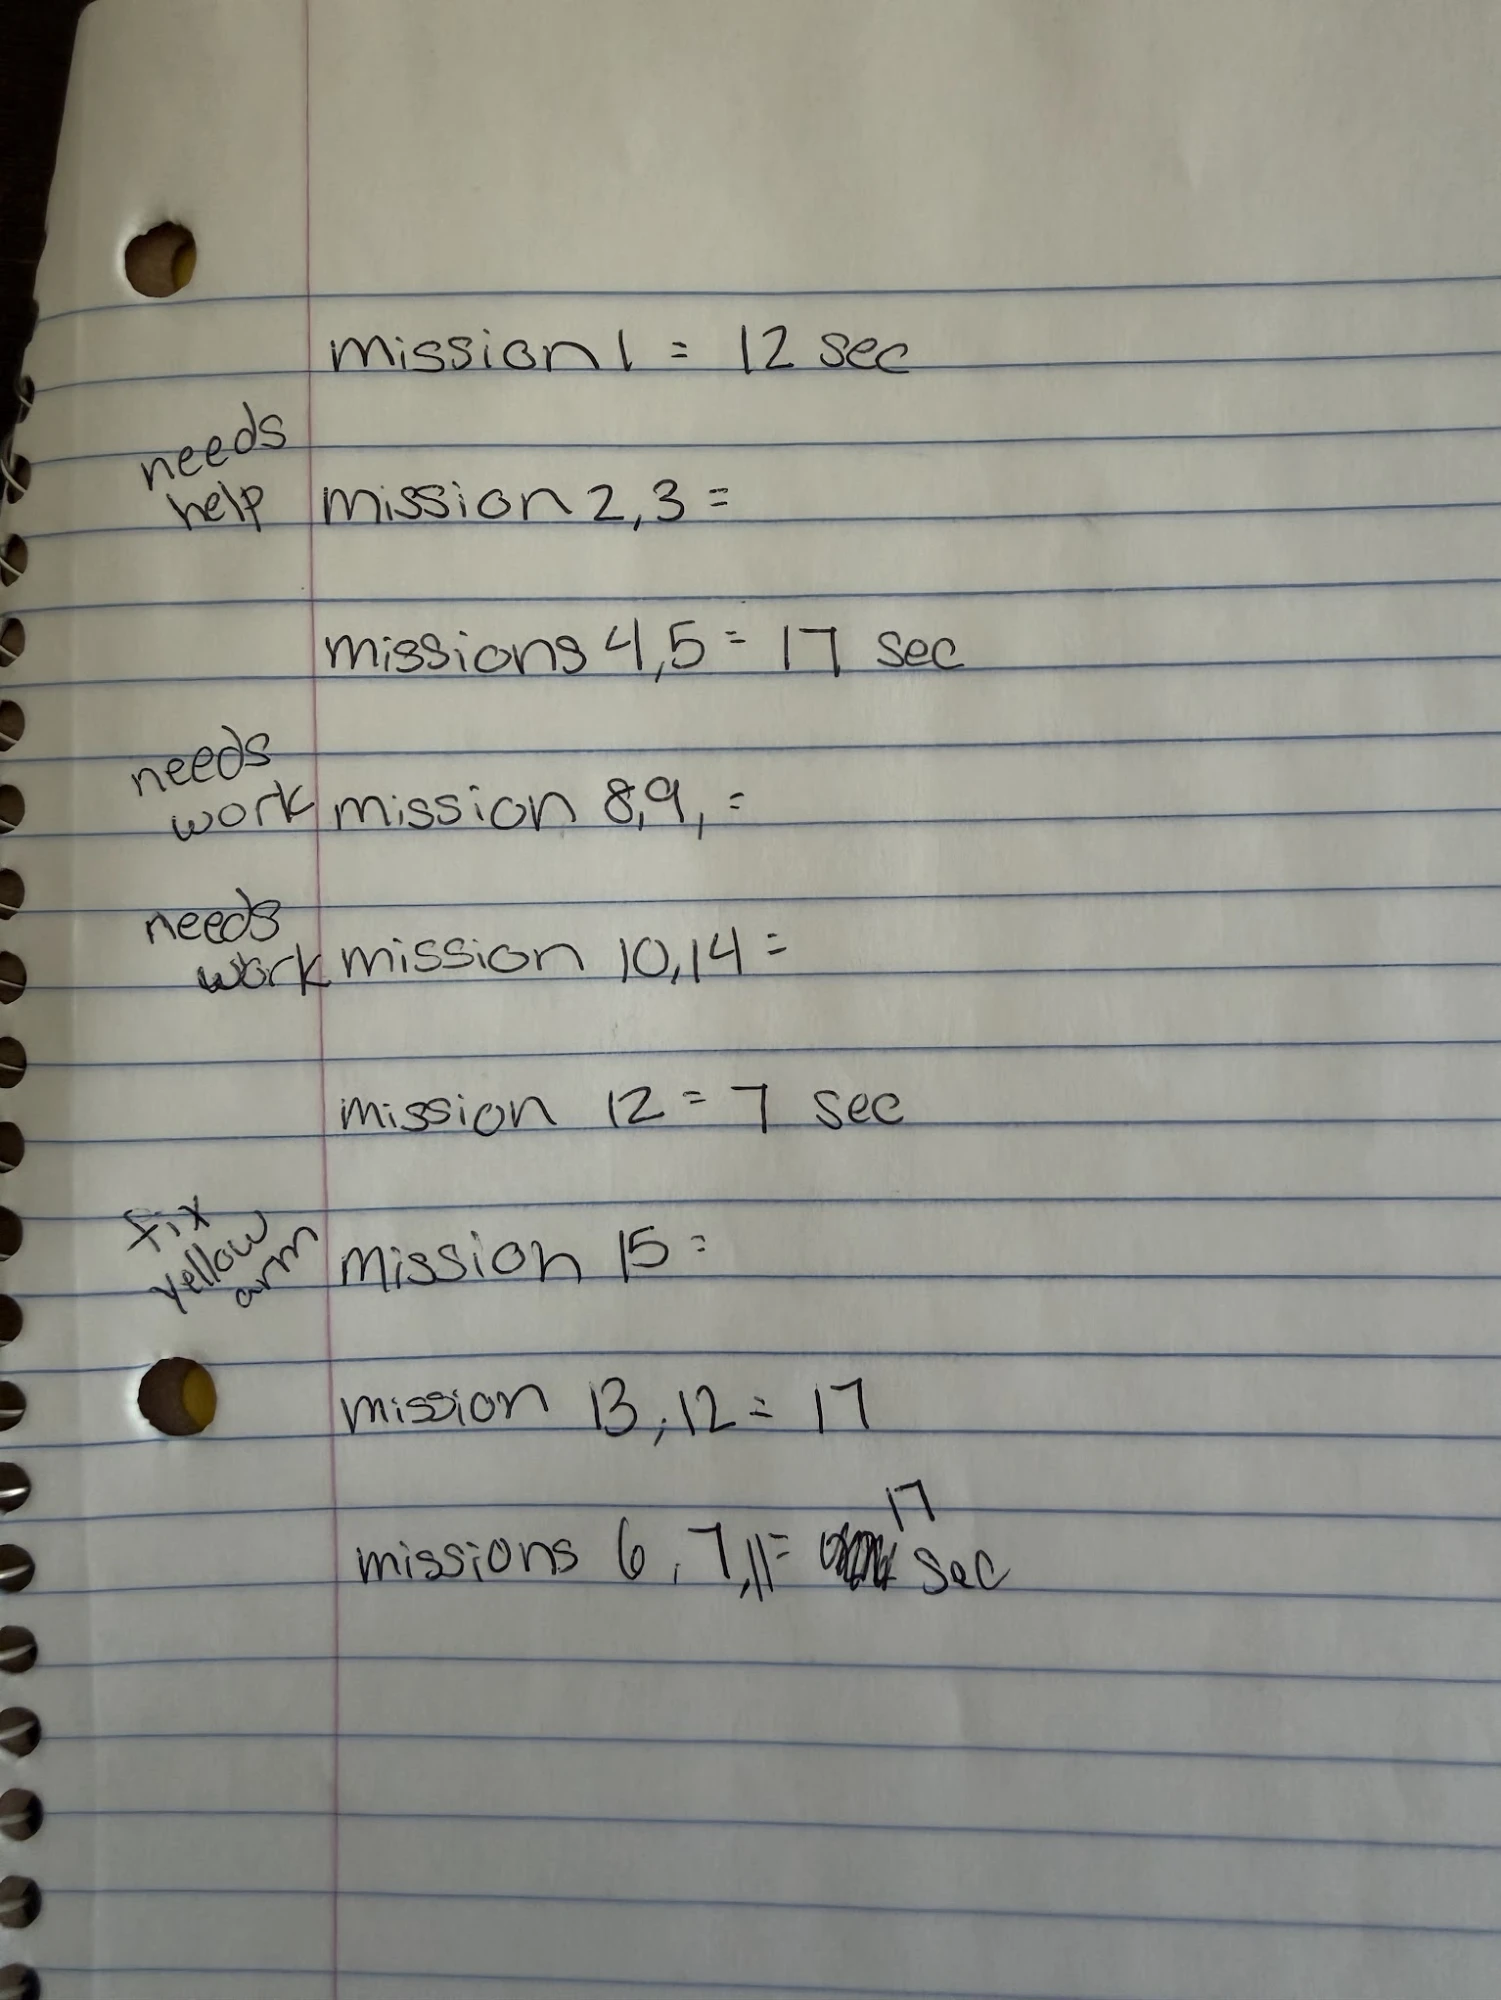 mission 1 = 12 sec
needs
help mission 2,3 =
missions 4,5 = 17 sec
needs
work mission 8,9, =
needs
work mission 10,14 =
mission 12 = 7 sec
fix
yellow
arm mission 15 =
mission 13,12 = 17
17
missions 6, 7, 11 = sec